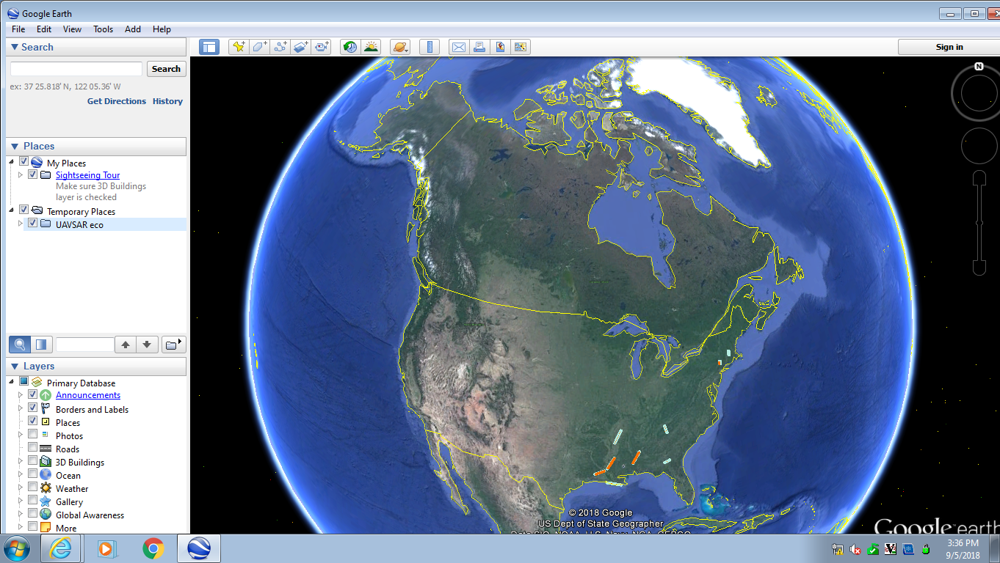 Google Earth
File Edit View Tools Add Help
Search
Sign in
Search
ex: 37 25.818' N, 122 05.36' W
Get Directions History
N
Places
My Places
Sightseeing Tour
Make sure 3D Buildings
layer is checked
Temporary Places
UAVSAR eco
Layers
Primary Database
Announcements
Borders and Labels
Places
Photos
Roads
3D Buildings
Ocean
Weather
Gallery
Global Awareness
More
© 2018 Google
US Dept of State Geographer
Google earth
3:36 PM
9/5/2018